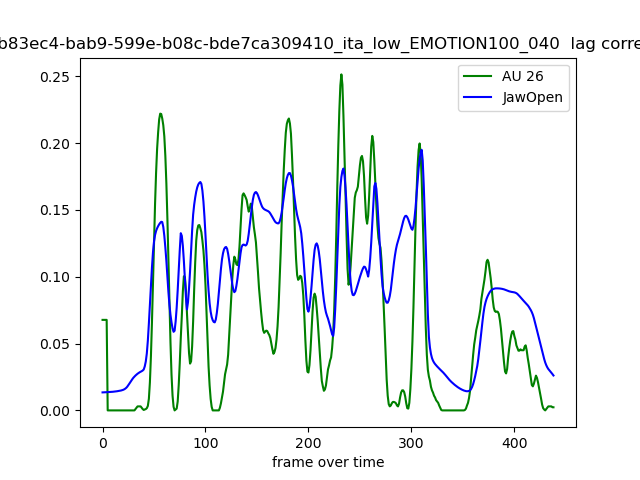 b83ec4-bab9-599e-b08c-bde7ca309410_ita_low_EMOTION100_040 lag corre
AU 26
JawOpen
0.25
0.20
0.15
0.10
0.05
0.00
0 100 200 300 400
frame over time